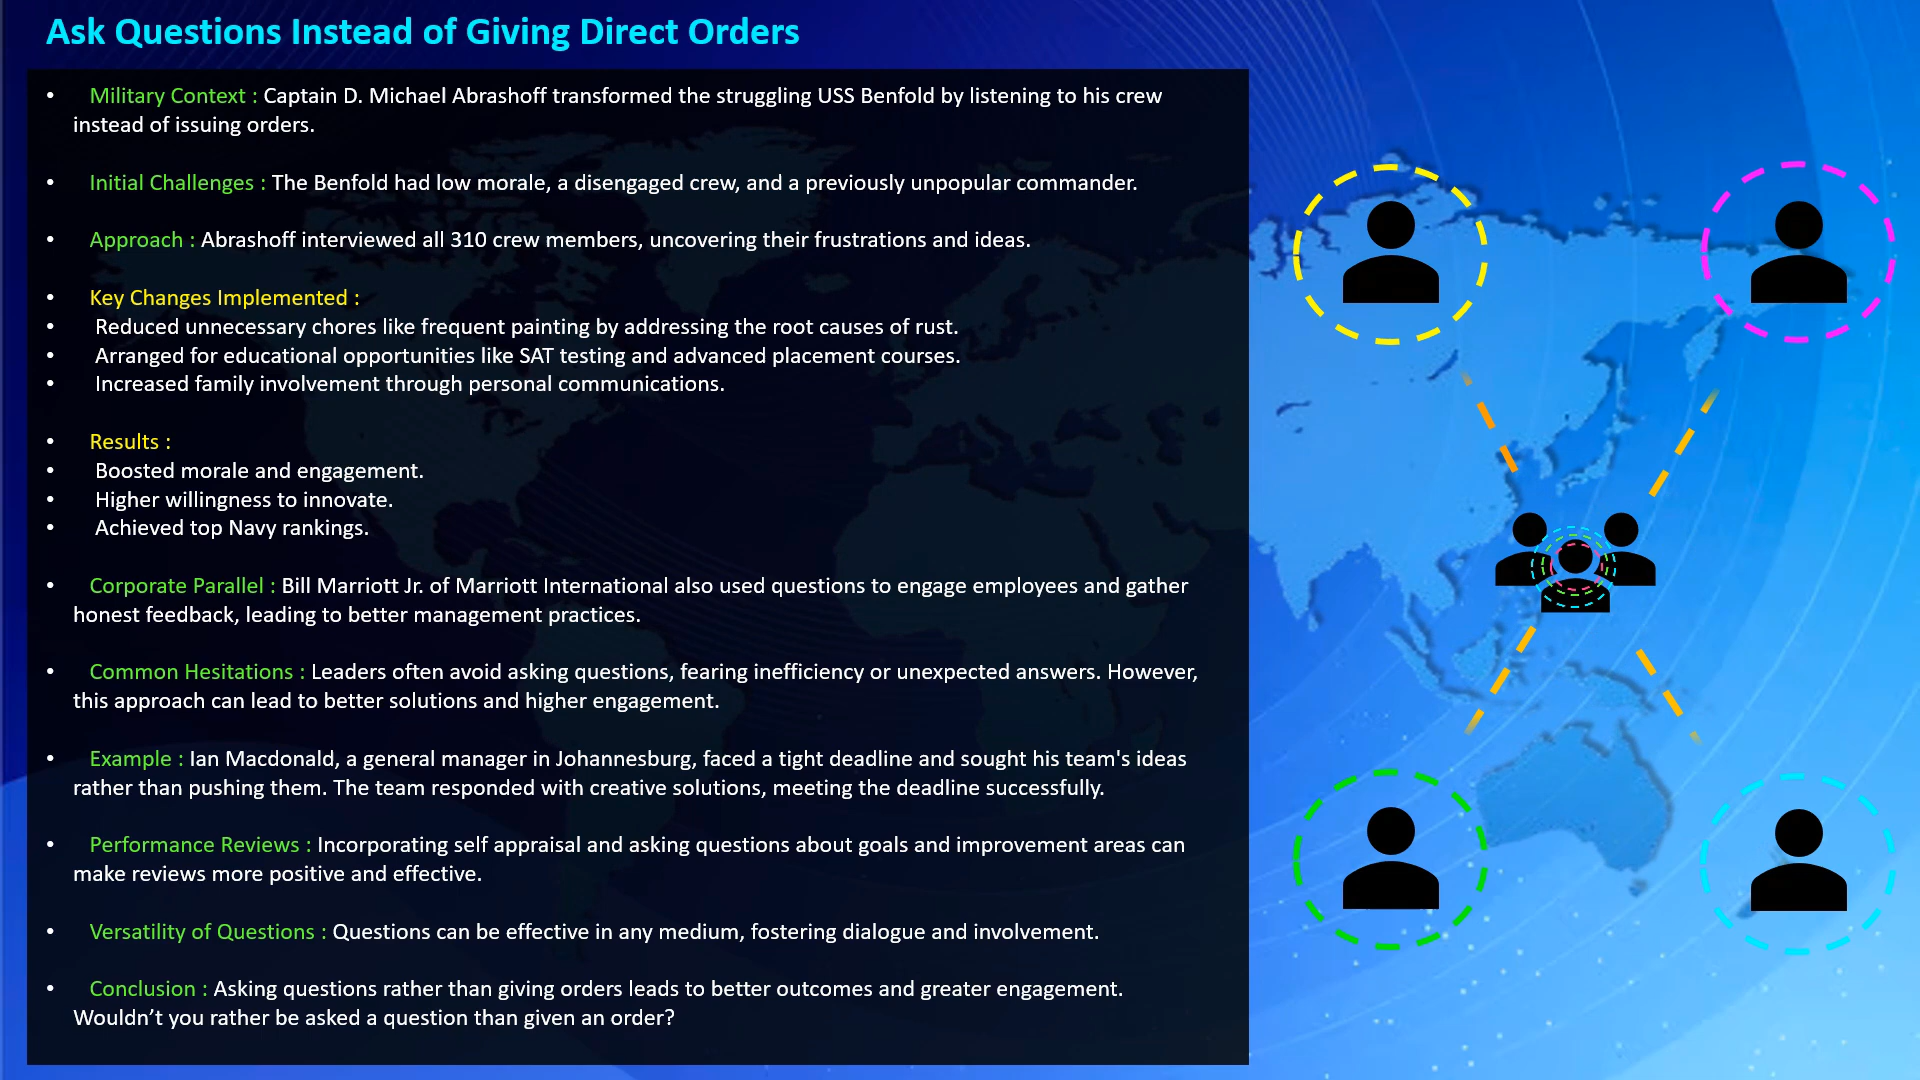 Ask Questions Instead of Giving Direct Orders
• Military Context : Captain D. Michael Abrashoff transformed the struggling USS Benfold by listening to his crew
instead of issuing orders.
• Initial Challenges : The Benfold had low morale, a disengaged crew, and a previously unpopular commander.
• Approach : Abrashoff interviewed all 310 crew members, uncovering their frustrations and ideas.
• Key Changes Implemented :
• Reduced unnecessary chores like frequent painting by addressing the root causes of rust.
• Arranged for educational opportunities like SAT testing and advanced placement courses.
• Increased family involvement through personal communications.
• Results :
• Boosted morale and engagement.
• Higher willingness to innovate.
• Achieved top Navy rankings.
• Corporate Parallel : Bill Marriott Jr. of Marriott International also used questions to engage employees and gather
honest feedback, leading to better management practices.
• Common Hesitations : Leaders often avoid asking questions, fearing inefficiency or unexpected answers. However,
this approach can lead to better solutions and higher engagement.
• Example : Ian Macdonald, a general manager in Johannesburg, faced a tight deadline and sought his team's ideas
rather than pushing them. The team responded with creative solutions, meeting the deadline successfully.
• Performance Reviews : Incorporating self appraisal and asking questions about goals and improvement areas can
make reviews more positive and effective.
• Versatility of Questions : Questions can be effective in any medium, fostering dialogue and involvement.
• Conclusion : Asking questions rather than giving orders leads to better outcomes and greater engagement.
Wouldn’t you rather be asked a question than given an order?